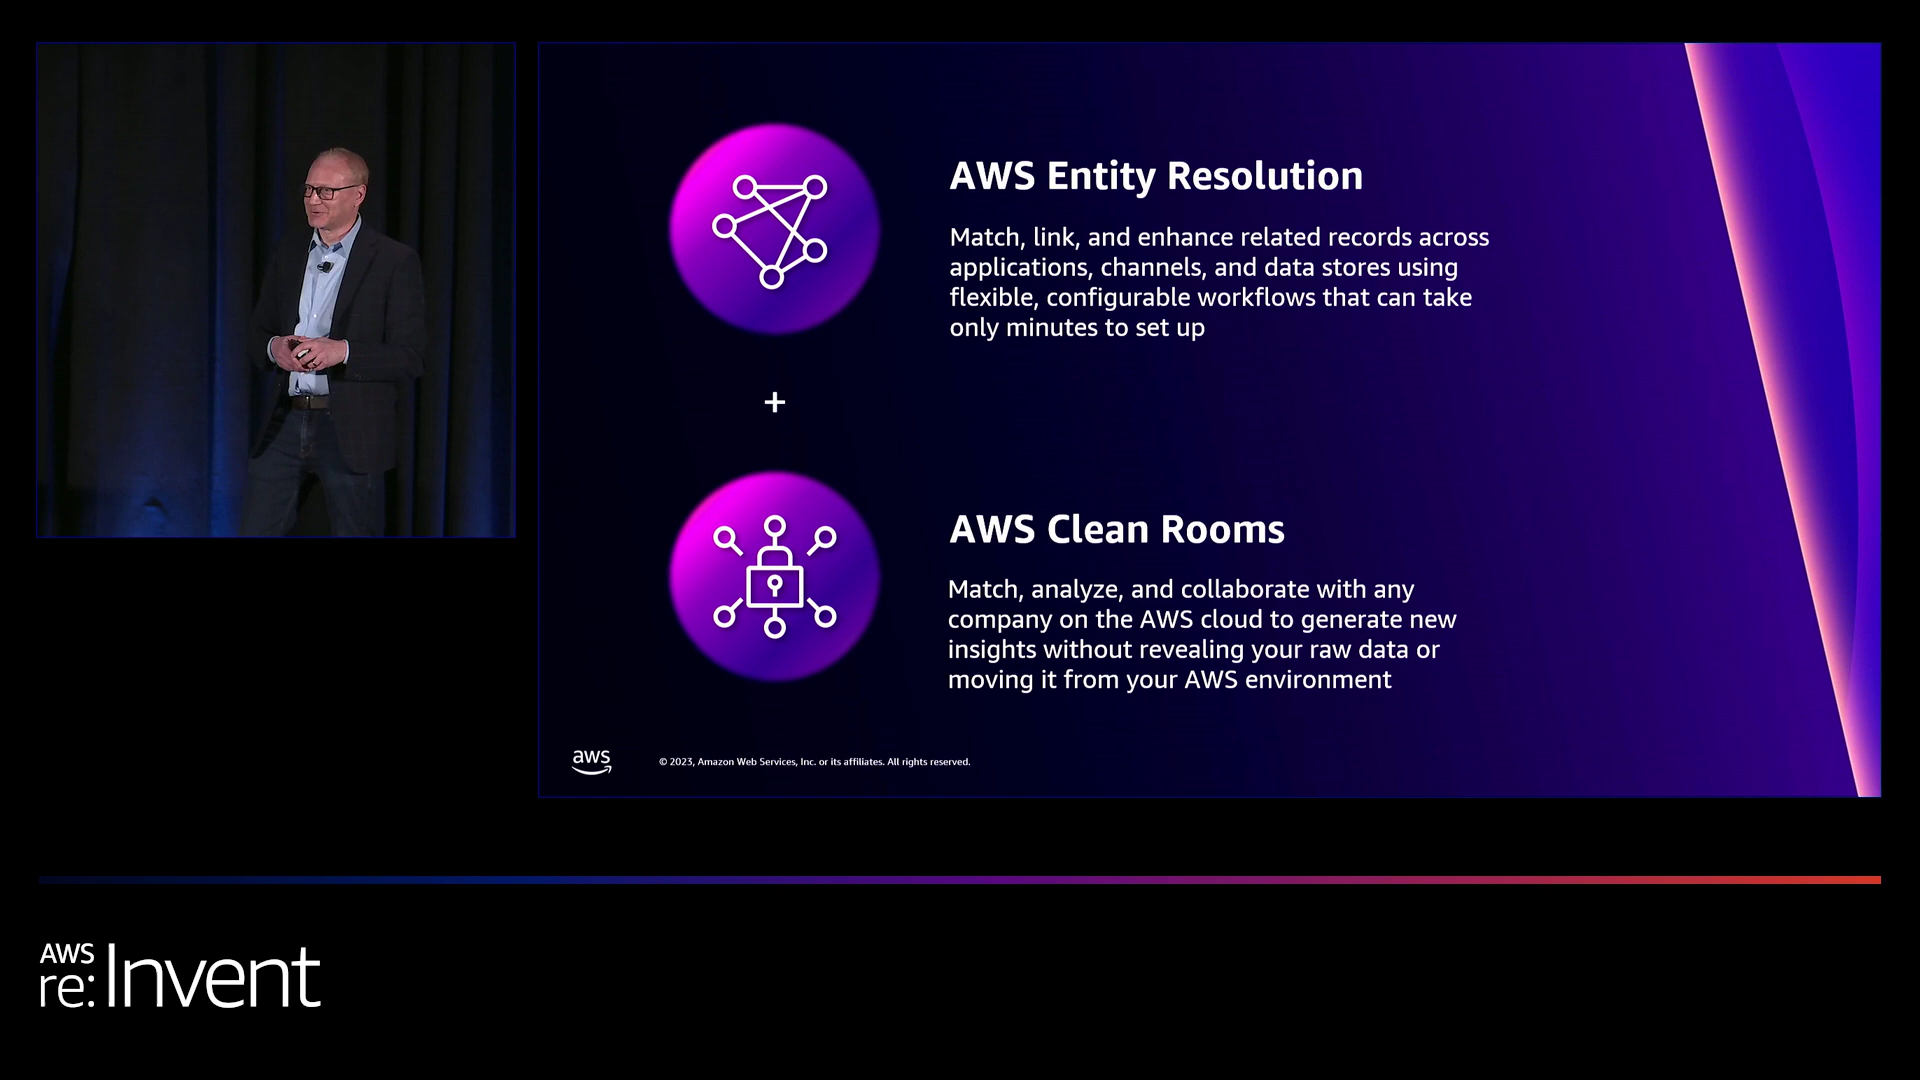 AWS Entity Resolution
Match, link, and enhance related records across
applications, channels, and data stores using
flexible, configurable workflows that can take
only minutes to set up
+
AWS Clean Rooms
Match, analyze, and collaborate with any
company on the AWS cloud to generate new
insights without revealing your raw data or
moving it from your AWS environment
aws
© 2023, Amazon Web Services, Inc. or its affiliates. All rights reserved.
AWS
re:Invent